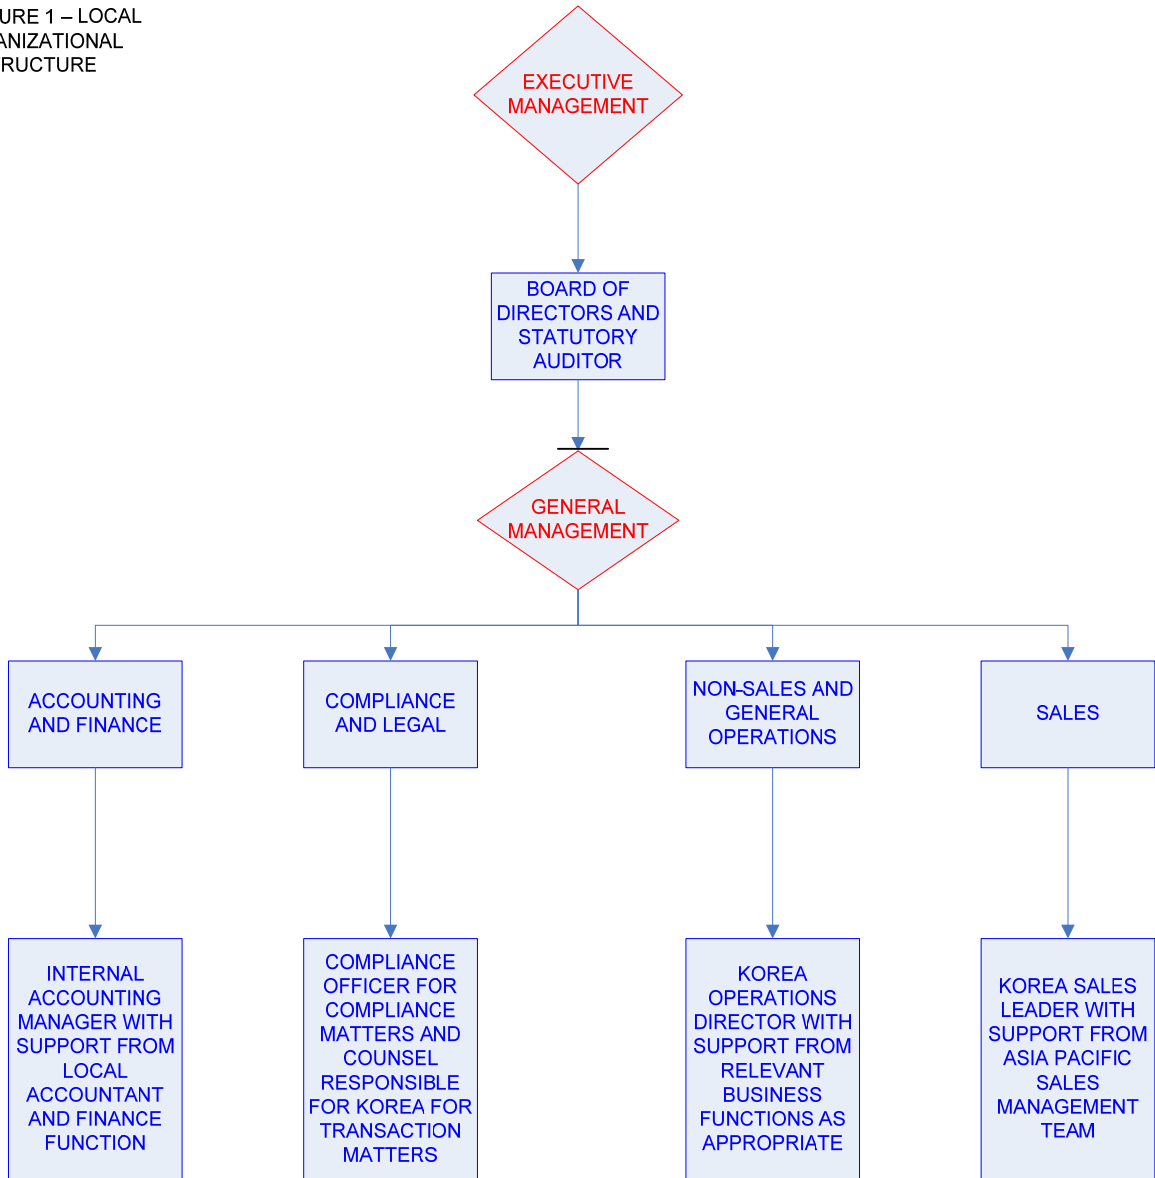 URE 1 – LOCAL
ANIZATIONAL
TRUCTURE
EXECUTIVE
MANAGEMENT
BOARD OF
DIRECTORS AND
STATUTORY
AUDITOR
GENERAL
MANAGEMENT
ACCOUNTING
AND FINANCE
COMPLIANCE
AND LEGAL
NON-SALES AND
GENERAL
OPERATIONS
SALES
INTERNAL
ACCOUNTING
MANAGER WITH
SUPPORT FROM
LOCAL
ACCOUNTANT
AND FINANCE
FUNCTION
COMPLIANCE
OFFICER FOR
COMPLIANCE
MATTERS AND
COUNSEL
RESPONSIBLE
FOR KOREA FOR
TRANSACTION
MATTERS
KOREA
OPERATIONS
DIRECTOR WITH
SUPPORT FROM
RELEVANT
BUSINESS
FUNCTIONS AS
APPROPRIATE
KOREA SALES
LEADER WITH
SUPPORT FROM
ASIA PACIFIC
SALES
MANAGEMENT
TEAM